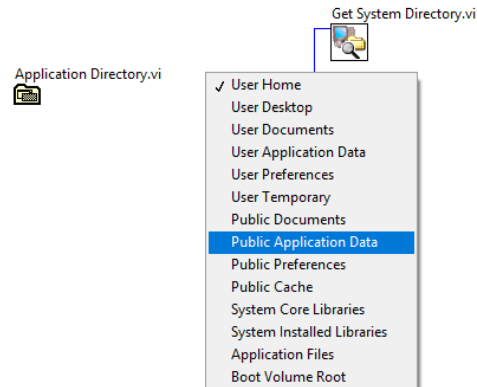 Get System Directory.vi
Application Directory.vi
User Home
User Desktop
User Documents
User Application Data
User Preferences
User Temporary
Public Documents
Public Application Data
Public Preferences
Public Cache
System Core Libraries
System Installed Libraries
Application Files
Boot Volume Root